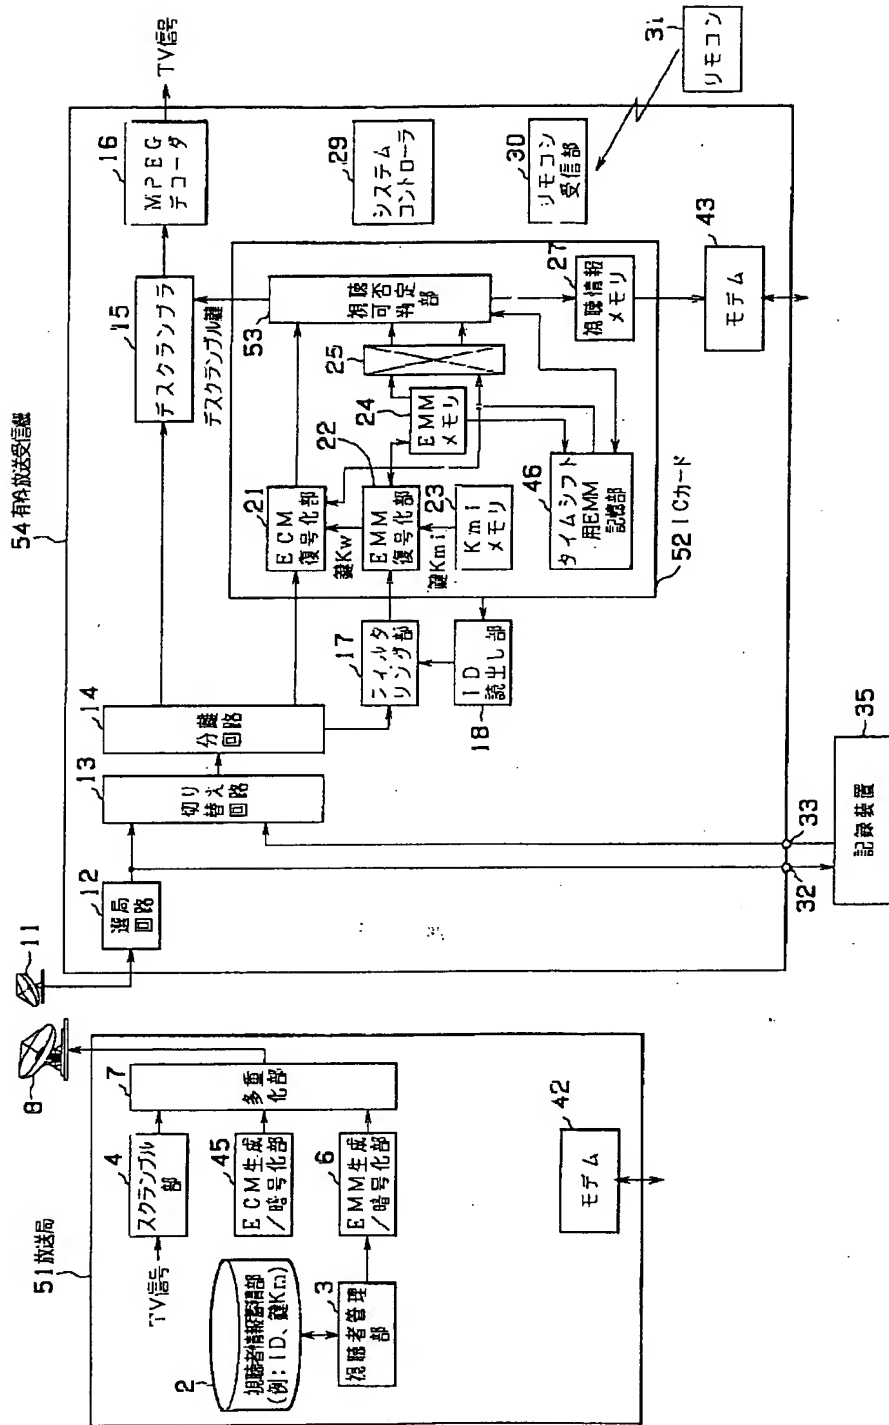 51 放送局
TV信号
4
スクランブル
部
45
ECM生成
/暗号化部
6
EMM生成
/暗号化部
7
多重
化部
8
2
視聴者情報蓄積部
(例:ID、鍵Km)
3
視聴者管理
部
42
モデム
54 有料放送受信機
11
12
選局
回路
13
切り
替え
回路
14
分離
回路
15
デスクランブラ
16
MPEG
デコーダ
TV信号
デスクランブル鍵
17
フィルタ
リング部
18
ID
読出し部
21
ECM
復号化部
鍵Kw
22
EMM
復号化部
鍵Kmi
23
Kmi
メモリ
24
EMM
メモリ
25
53
視聴
可否
判定
部
46
タイムシフト
用EMM
記憶部
27
視聴情報
メモリ
52 ICカード
29
システム
コントローラ
30
リモコン
受信部
31
リモコン
43
モデム
32
33
35
記録装置